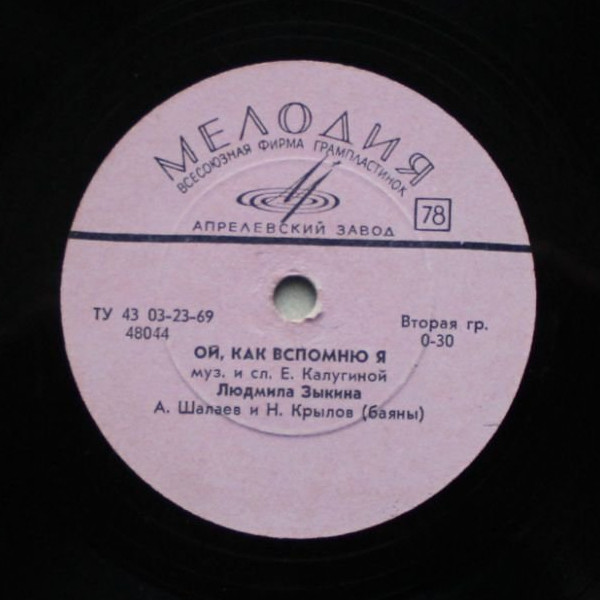 МЕЛОДИЯ
ВСЕСОЮЗНАЯ ФИРМА ГРАМПЛАСТИНОК
78
АПРЕЛЕВСКИЙ ЗАВОД
ТУ 43 03-23-69
48044
Вторая гр.
0-30
ОЙ, КАК ВСПОМНЮ Я
муз. и сл. Е. Калугиной
Людмила Зыкина
А. Шалаев и Н. Крылов (баяны)